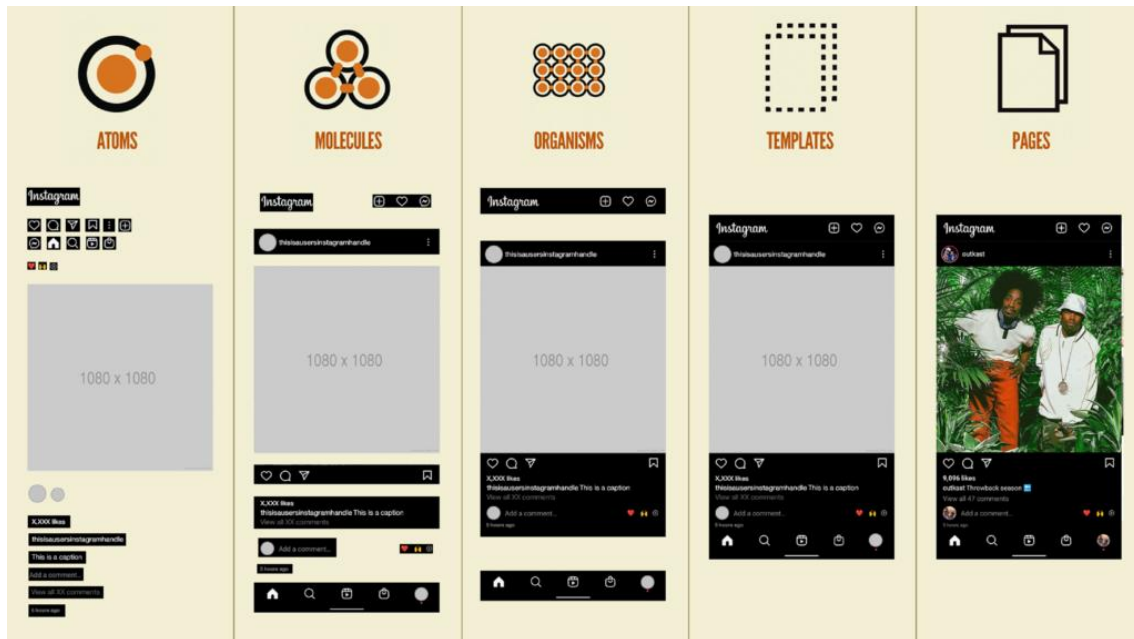 ATOMS
MOLECULES
ORGANISMS
TEMPLATES
PAGES
Instagram
1080 x 1080
X,XXX likes
thisisausersinstagramhandle
This is a caption
Add a comment...
View all XX comments
Instagram
thisisausersinstagramhandle
1080 x 1080
X,XXX likes
thisisausersinstagramhandle This is a caption
View all XX comments
Add a comment...
Instagram
thisisausersinstagramhandle
1080 x 1080
X,XXX likes
thisisausersinstagramhandle This is a caption
View all XX comments
Add a comment...
Instagram
thisisausersinstagramhandle
1080 x 1080
X,XXX likes
thisisausersinstagramhandle This is a caption
View all XX comments
Add a comment...
Instagram
outkast
9,096 likes
outkast Throwback season
View all 47 comments
Add a comment...